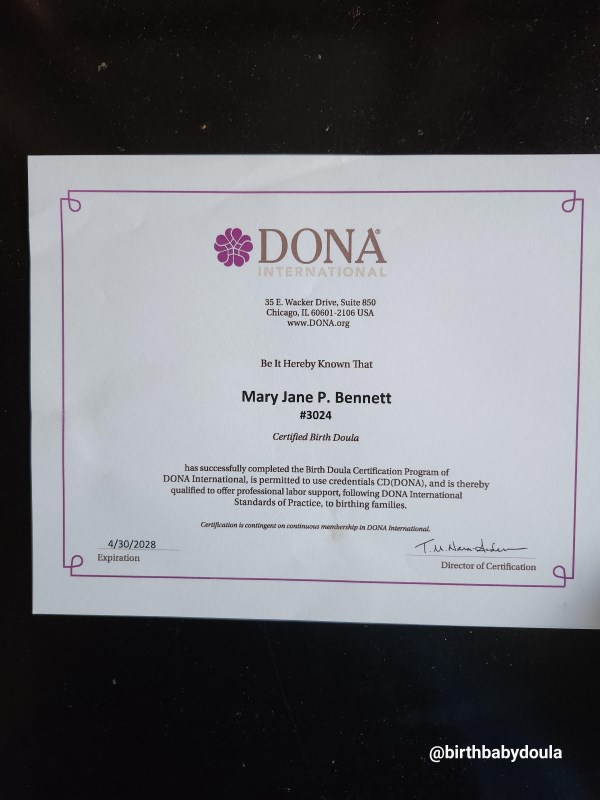 DONA®
INTERNATIONAL
35 E. Wacker Drive, Suite 850
Chicago, IL 60601-2106 USA
www.DONA.org
Be It Hereby Known That
Mary Jane P. Bennett
#3024
Certified Birth Doula
has successfully completed the Birth Doula Certification Program of
DONA International, is permitted to use credentials CD(DONA), and is thereby
qualified to offer professional labor support, following DONA International
Standards of Practice, to birthing families.
Certification is contingent on continuous membership in DONA International.
4/30/2028
Expiration
Director of Certification
@birthbabydoula